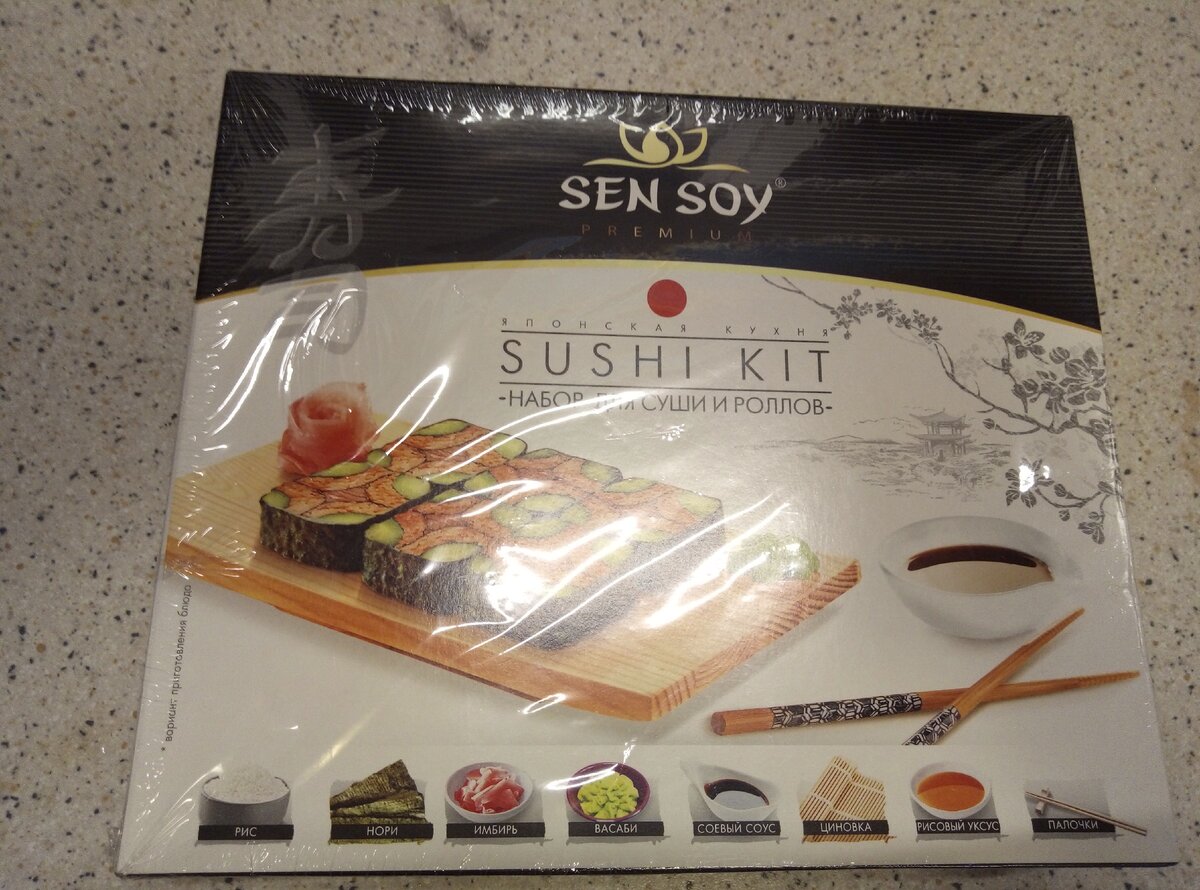 SEN SOY®
PREMIUM
ЯПОНСКАЯ КУХНЯ
SUSHI KIT
-НАБОР ДЛЯ СУШИ И РОЛЛОВ-
* вариант приготовления блюда
РИС
НОРИ
ИМБИРЬ
ВАСАБИ
СОЕВЫЙ СОУС
ЦИНОВКА
РИСОВЫЙ УКСУС
ПАЛОЧКИ